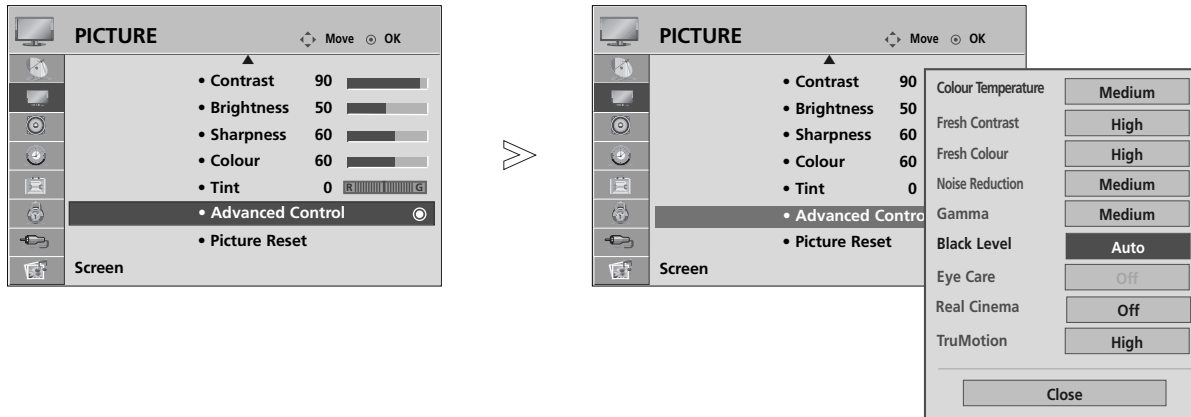 PICTURE Move OK
• Contrast 90
• Brightness 50
• Sharpness 60
• Colour 60
• Tint 0 R G
• Advanced Control
• Picture Reset
Screen
PICTURE Move OK
• Contrast 90
• Brightness 50
• Sharpness 60
• Colour 60
• Tint 0
• Advanced Contro
• Picture Reset
Screen
Colour Temperature Medium
Fresh Contrast High
Fresh Colour High
Noise Reduction Medium
Gamma Medium
Black Level Auto
Eye Care Off
Real Cinema Off
TruMotion High
Close